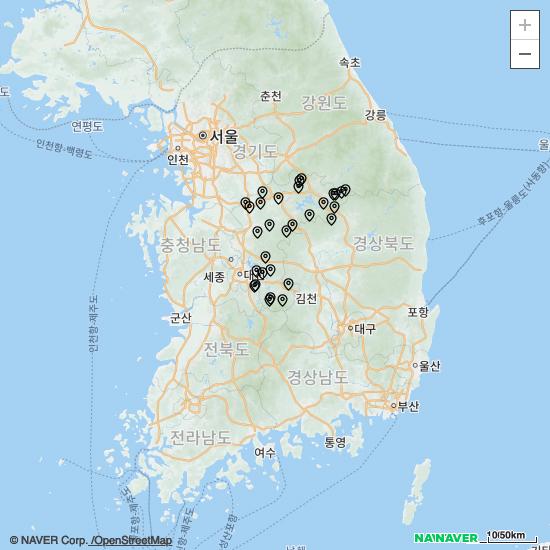 속초
춘천
강원도
강릉
도
연평도
서울
인천
경기도
인천항-백령도
울
후포항-울릉도(사동항)
충청남도
경상북도
세종
대
김천
인천항-제주도
군산
포항
대구
전북도
울산
경상남도
부산
전라남도
여수
통영
© NAVER Corp. /OpenStreetMap
NAVER
10/50km